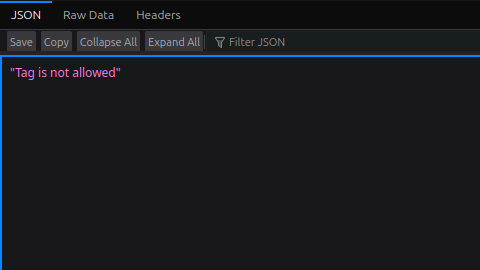 JSON Raw Data Headers
Save Copy Collapse All Expand All Filter JSON
"Tag is not allowed"